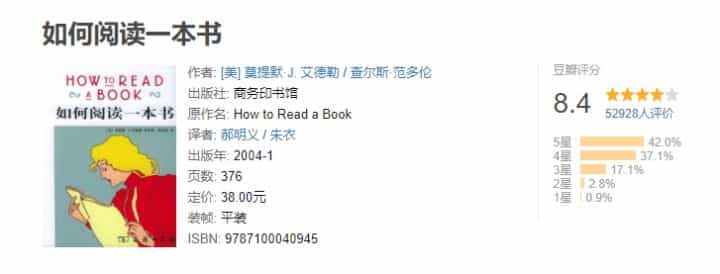 如何阅读一本书
HOW TO READ
A BOOK
如何阅读一本书
作者: [美] 莫提默·J. 艾德勒 / 查尔斯·范多伦
出版社: 商务印书馆
原作名: How to Read a Book
译者: 郝明义 / 朱衣
出版年: 2004-1
页数: 376
定价: 38.00元
装帧: 平装
ISBN: 9787100040945
豆瓣评分
8.4
52928人评价
5星 42.0%
4星 37.1%
3星 17.1%
2星 2.8%
1星 0.9%